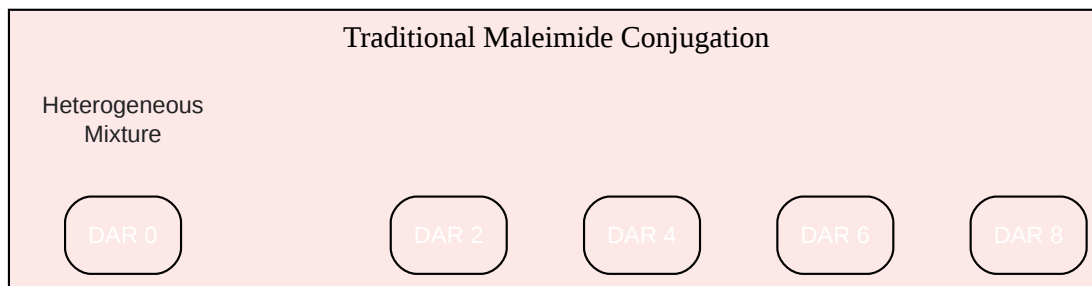 Traditional Maleimide Conjugation
Heterogeneous
Mixture
DAR 0
DAR 2
DAR 4
DAR 6
DAR 8